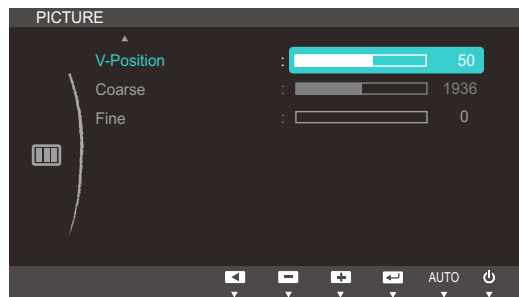 PICTURE
V-Position : 50
Coarse : 1936
Fine : 0
AUTO